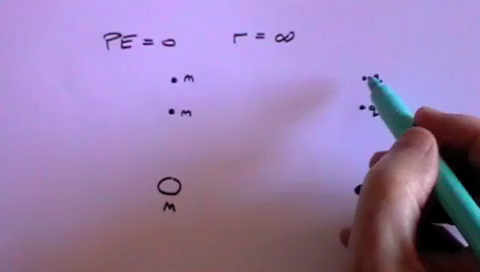 PE = 0 r = ∞
m
m q
m